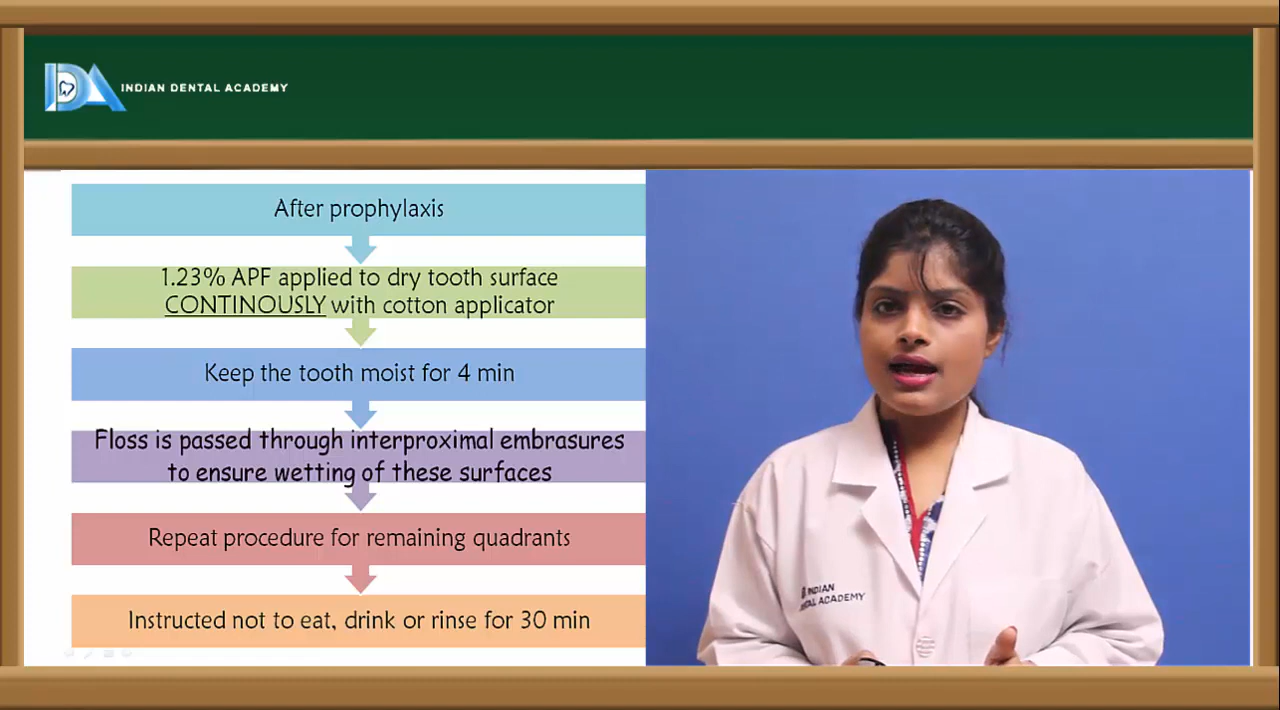 INDIAN DENTAL ACADEMY
After prophylaxis
1.23% APF applied to dry tooth surface
CONTINOUSLY with cotton applicator
Keep the tooth moist for 4 min
Floss is passed through interproximal embrasures
to ensure wetting of these surfaces
Repeat procedure for remaining quadrants
Instructed not to eat, drink or rinse for 30 min
INDIAN
DENTAL ACADEMY